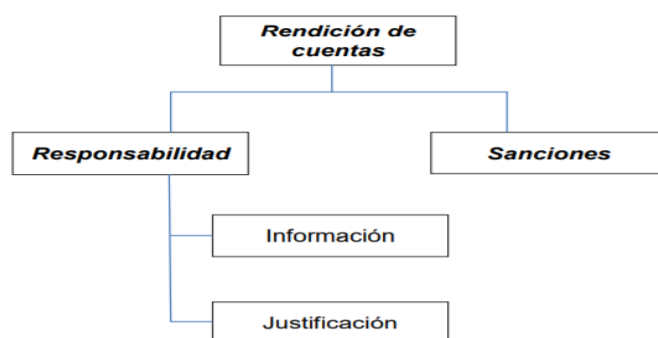 Rendición de
cuentas
Responsabilidad
Sanciones
Información
Justificación